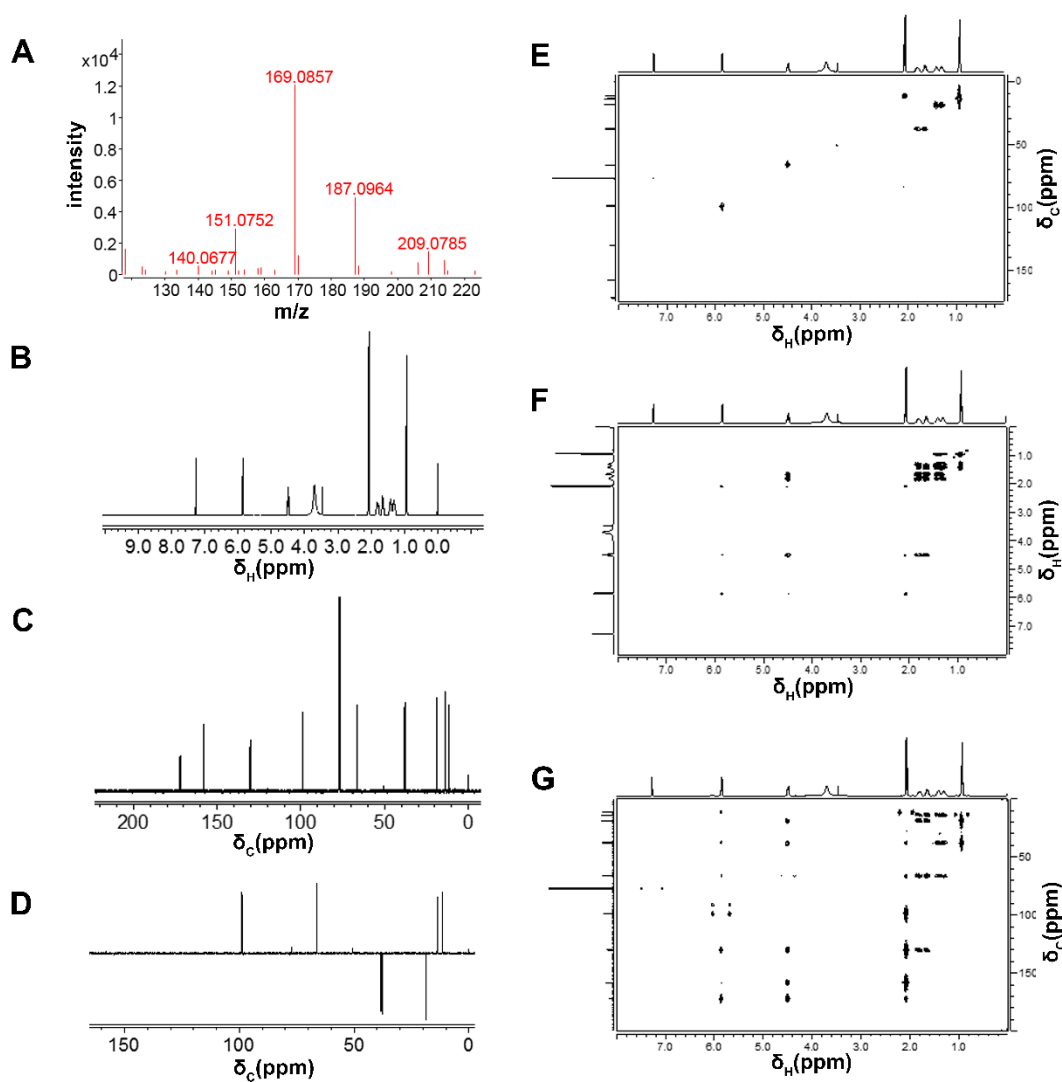 A
x10⁴
1.2
1
0.8
0.6
0.4
0.2
0
intensity
169.0857
187.0964
151.0752
209.0785
140.0677
130 140 150 160 170 180 190 200 210 220
m/z
B
9.0 8.0 7.0 6.0 5.0 4.0 3.0 2.0 1.0 0.0
δH(ppm)
C
200 150 100 50 0
δC(ppm)
D
150 100 50 0
δC(ppm)
E
0
50
100
150
δC(ppm)
7.0 6.0 5.0 4.0 3.0 2.0 1.0
δH(ppm)
F
1.0
2.0
3.0
4.0
5.0
6.0
7.0
δH(ppm)
7.0 6.0 5.0 4.0 3.0 2.0 1.0
δH(ppm)
G
50
100
150
δC(ppm)
7.0 6.0 5.0 4.0 3.0 2.0 1.0
δH(ppm)